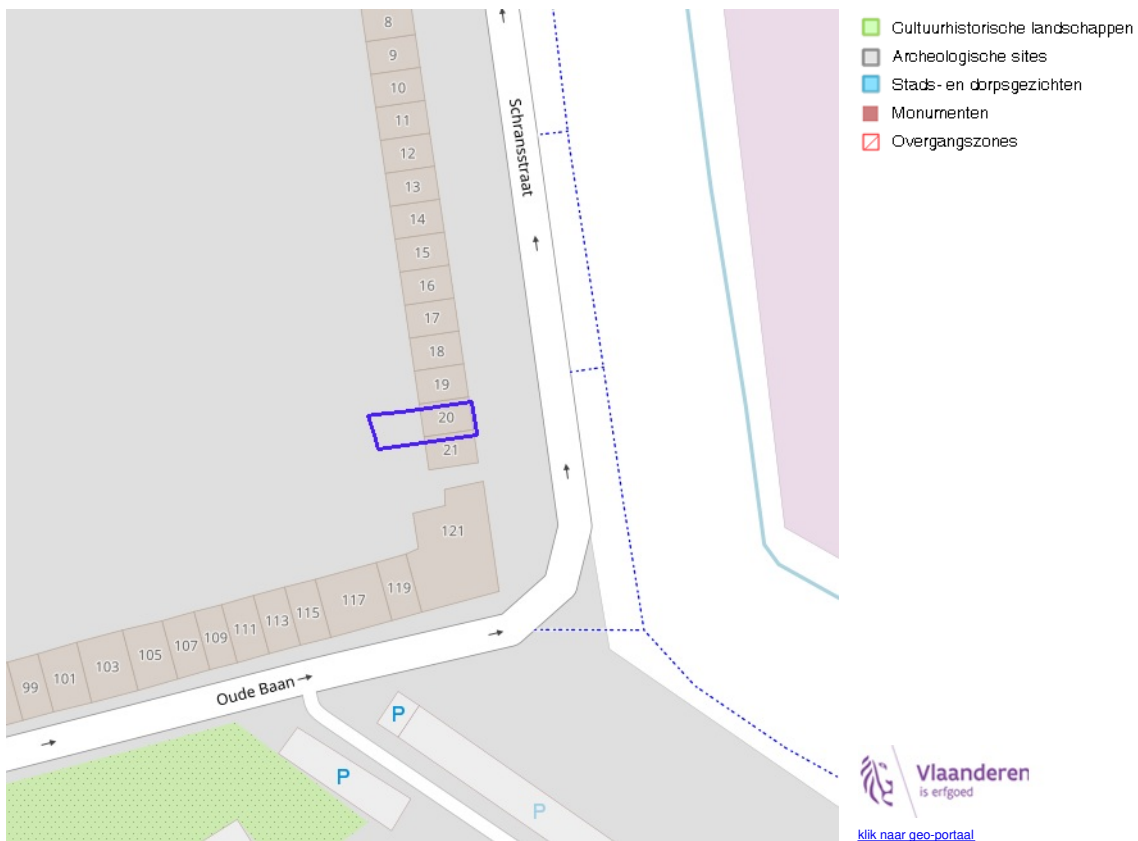 8
9
10
11
12
13
14
15
16
17
18
19
20
21
121
119
117
115
113
111
109
107
105
103
101
99
Schransstraat
Oude Baan
P
P
P
Cultuurhistorische landschappen
Archeologische sites
Stads- en dorpsgezichten
Monumenten
Overgangszones
Vlaanderen
is erfgoed
klik naar geo-portaal